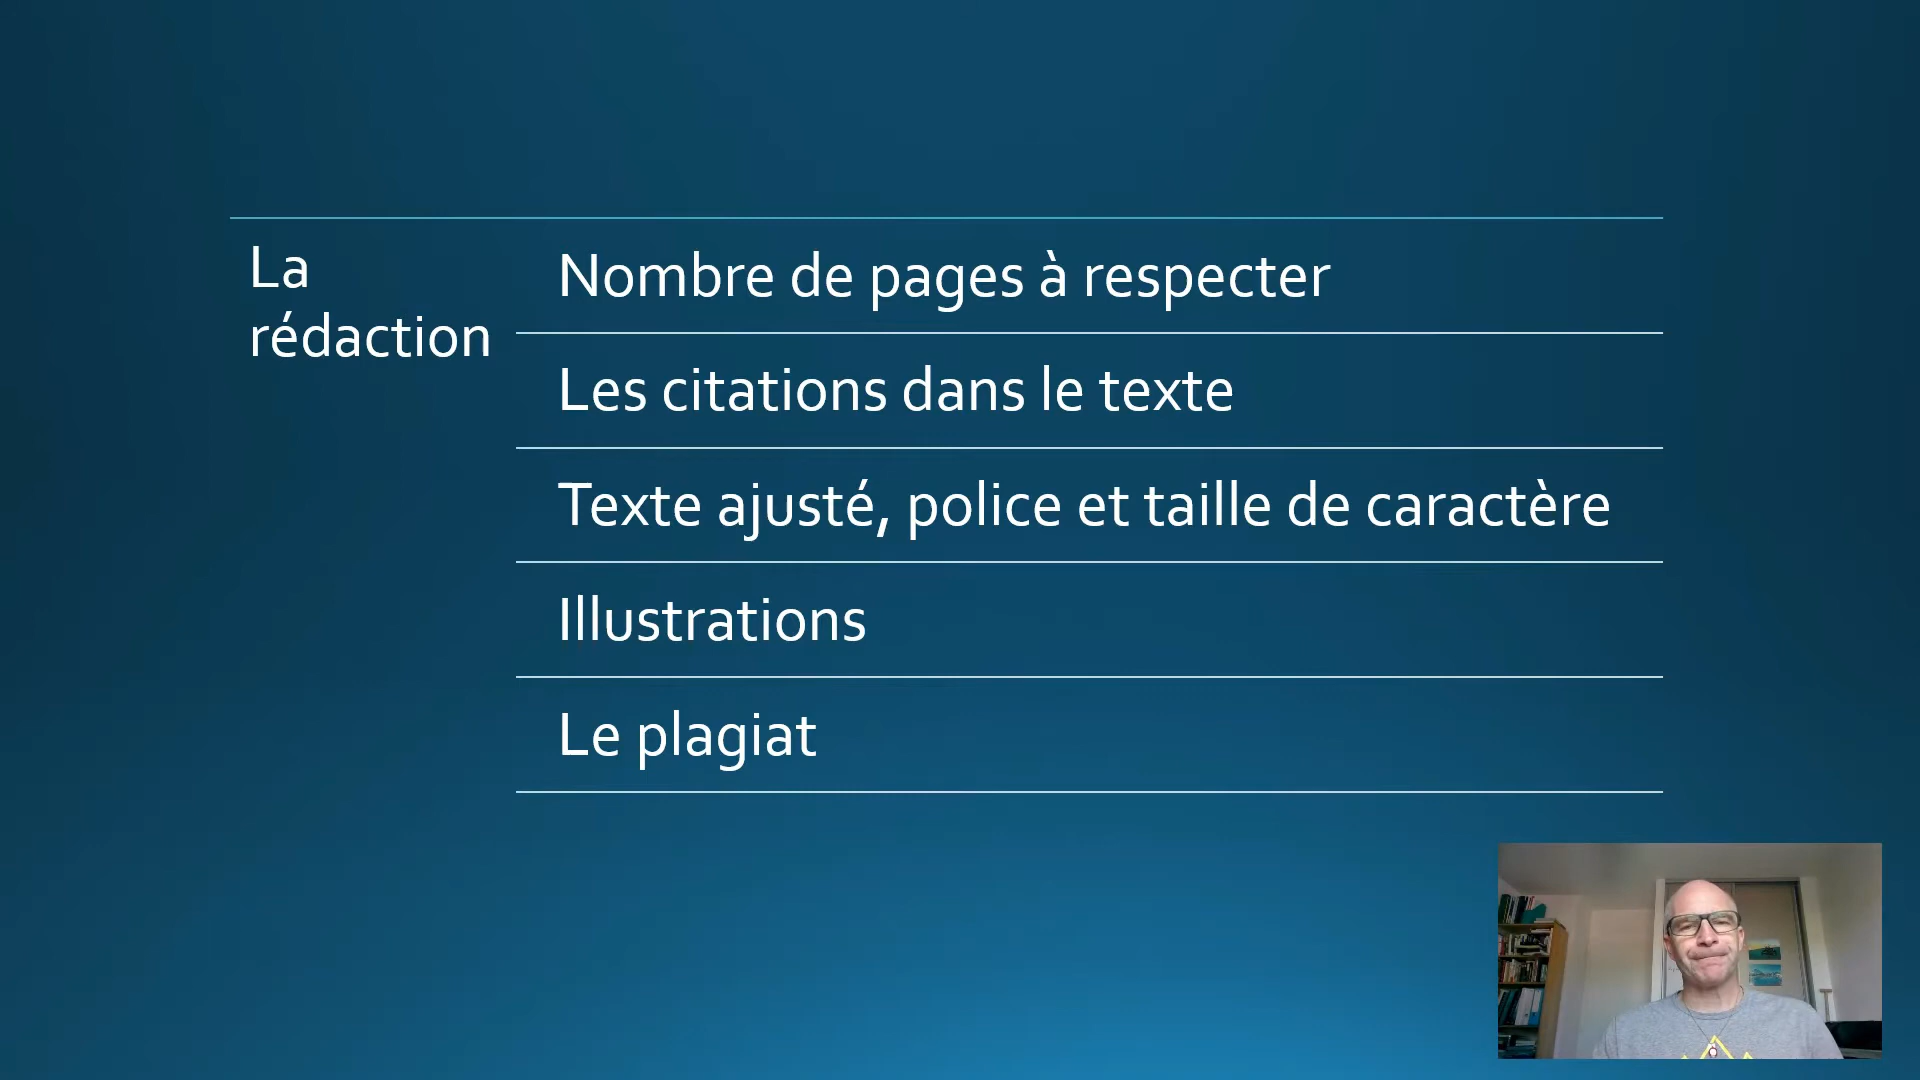 La
rédaction
Nombre de pages à respecter
Les citations dans le texte
Texte ajusté, police et taille de caractère
Illustrations
Le plagiat